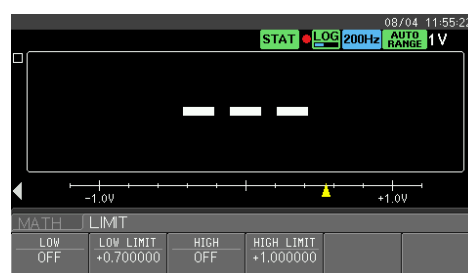 08/04 11:55:22
STAT LOG 200Hz AUTO RANGE 1V
-1.0V +1.0V
MATH LIMIT
LOW OFF
LOW LIMIT +0.700000
HIGH OFF
HIGH LIMIT +1.000000